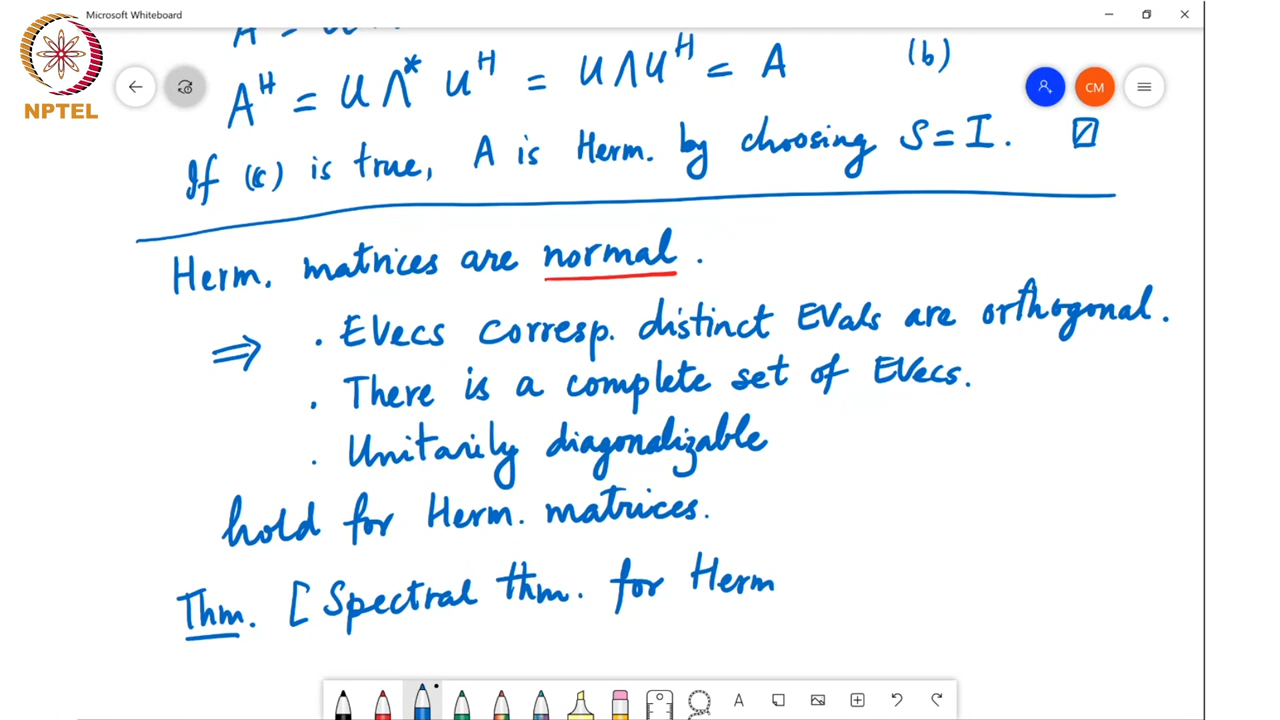 Microsoft Whiteboard
NPTEL
A^H = U Λ^* U^H = U Λ U^H = A (b)
CM
If (c) is true, A is Herm. by choosing S = I.
Herm. matrices are normal.
⇒ . EVecs corresp. distinct EVals are orthogonal.
. There is a complete set of EVecs.
. Unitarily diagonalizable
hold for Herm. matrices.
Thm. [Spectral thm. for Herm
A